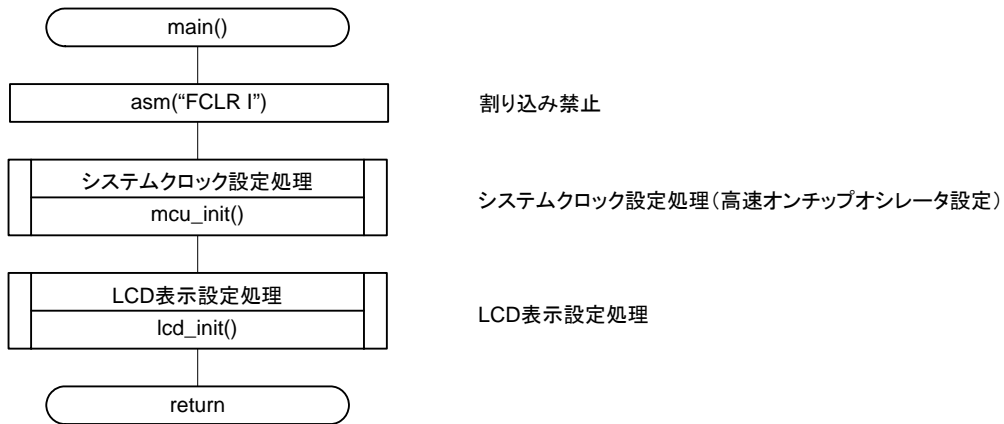 main()
asm(“FCLR I”)
割り込み禁止
システムクロック設定処理
mcu_init()
システムクロック設定処理(高速オンチップオシレータ設定)
LCD表示設定処理
lcd_init()
LCD表示設定処理
return